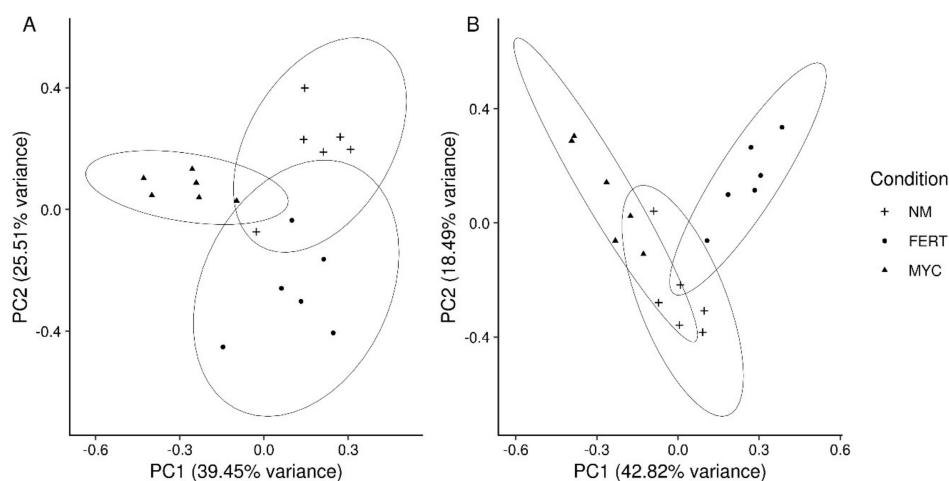 A
PC2 (25.51% variance)
0.4
0.0
-0.4
-0.6
-0.3
0.0
0.3
PC1 (39.45% variance)
B
PC2 (18.49% variance)
0.4
0.0
-0.4
-0.6
-0.3
0.0
0.3
0.6
PC1 (42.82% variance)
Condition
NM
FERT
MYC